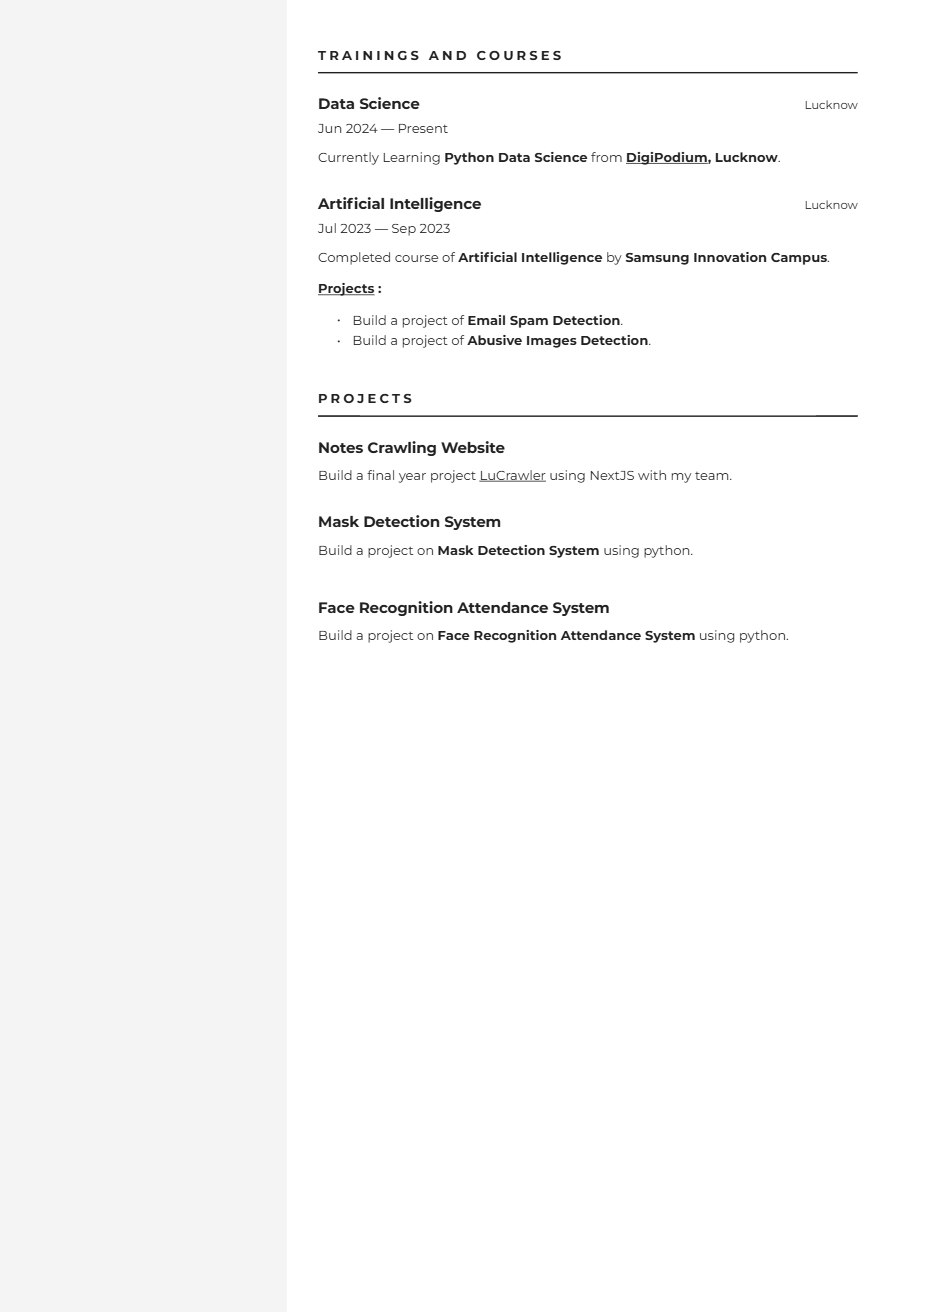 TRAININGS AND COURSES
Data Science Lucknow
Jun 2024 — Present
Currently Learning Python Data Science from DigiPodium, Lucknow.
Artificial Intelligence Lucknow
Jul 2023 — Sep 2023
Completed course of Artificial Intelligence by Samsung Innovation Campus.
Projects :
· Build a project of Email Spam Detection.
· Build a project of Abusive Images Detection.
PROJECTS
Notes Crawling Website
Build a final year project LuCrawler using NextJS with my team.
Mask Detection System
Build a project on Mask Detection System using python.
Face Recognition Attendance System
Build a project on Face Recognition Attendance System using python.